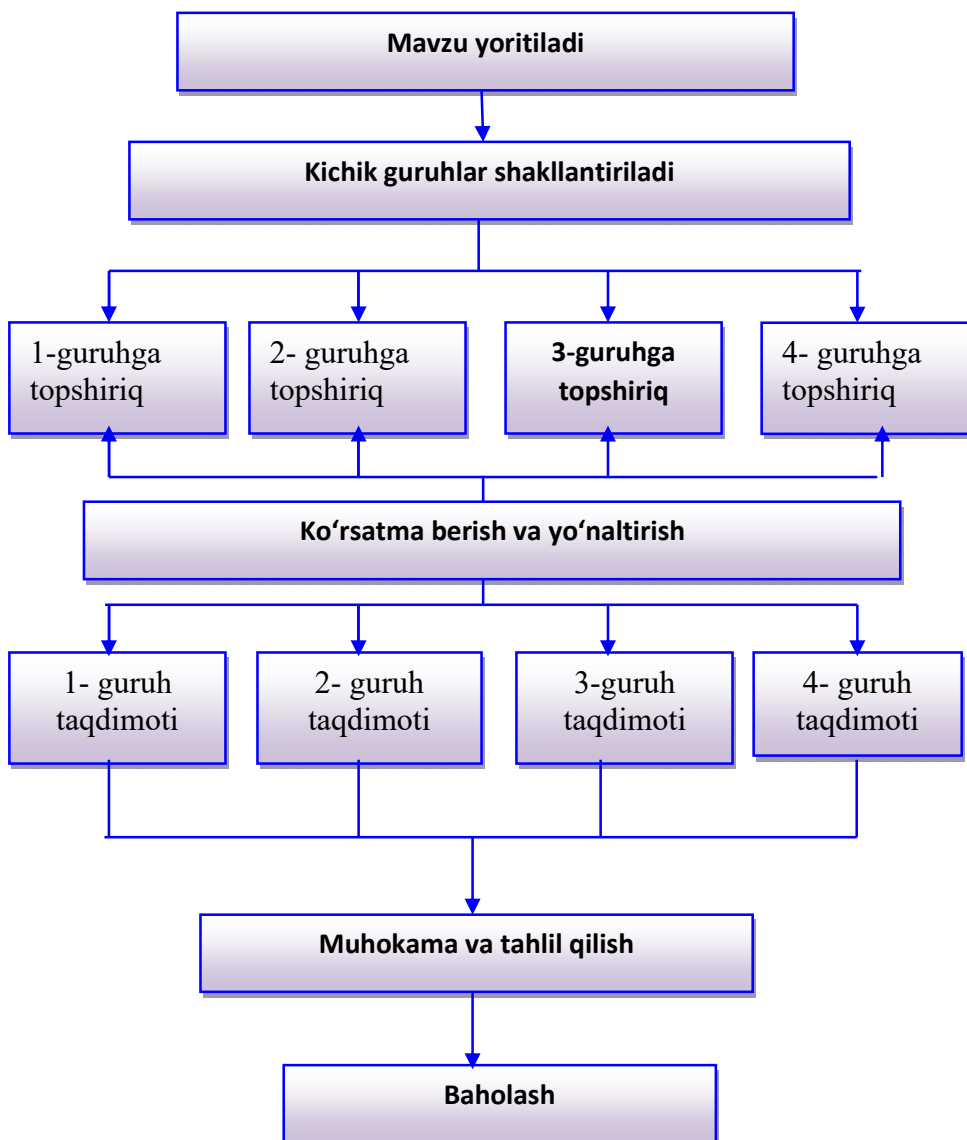 Mavzu yoritiladi
Kichik guruhlar shakllantiriladi
1-guruhga
topshiriq
2- guruhga
topshiriq
3-guruhga
topshiriq
4- guruhga
topshiriq
Ko‘rsatma berish va yo‘naltirish
1- guruh
taqdimoti
2- guruh
taqdimoti
3-guruh
taqdimoti
4- guruh
taqdimoti
Muhokama va tahlil qilish
Baholash